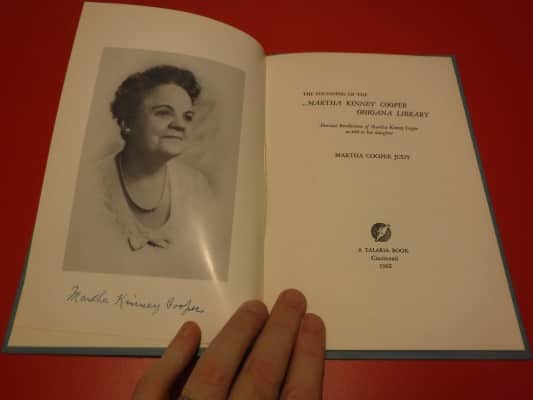 Martha Kinney Cooper
THE FOUNDING OF THE
MARTHA KINNEY COOPER
OHIOANA LIBRARY
Personal Recollections of Martha Kinney Cooper
as told to her daughter
MARTHA COOPER JUDY
A TALARIA BOOK
Cincinnati